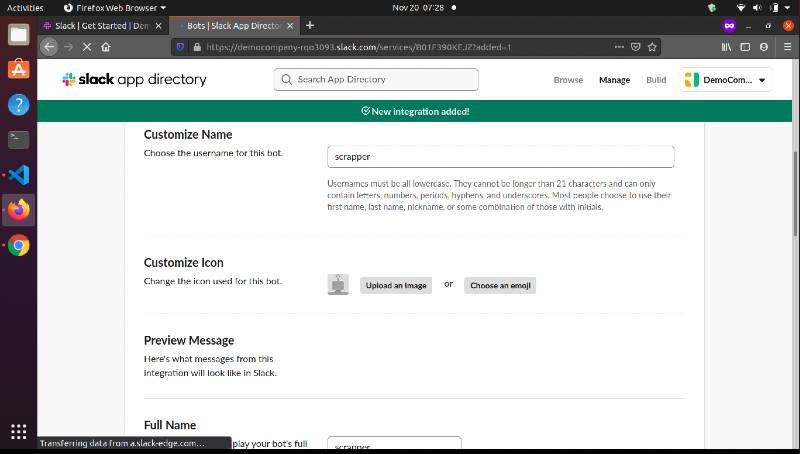 Activities
Firefox Web Browser
Nov 20 07:28
Slack | Get Started | Dem
Bots | Slack App Director
https://democompany-rqo3093.slack.com/services/B01F390KEJZ?added=1
slack app directory
Search App Directory
Browse
Manage
Build
DemoCom...
New integration added!
Customize Name
Choose the username for this bot.
scrapper
Usernames must be all lowercase. They cannot be longer than 21 characters and can only
contain letters, numbers, periods, hyphens, and underscores. Most people choose to use their
first name, last name, nickname, or some combination of those with initials.
Customize Icon
Change the icon used for this bot.
Upload an image
or
Choose an emoji
Preview Message
Here's what messages from this
integration will look like in Slack.
Full Name
play your bot's full
scrapper
Transferring data from a.slack-edge.com...